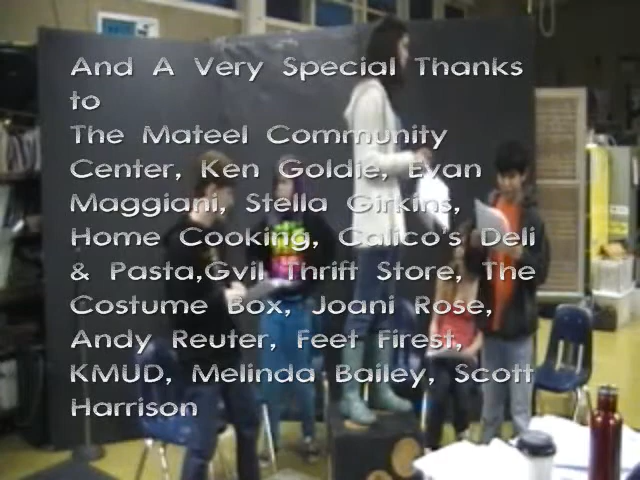 And A Very Special Thanks
to
The Mateel Community
Center, Ken Goldie, Evan
Maggiani, Stella Girkins,
Home Cooking, Calico's Deli
& Pasta,Gvil Thrift Store, The
Costume Box, Joani Rose,
Andy Reuter, Feet Firest,
KMUD, Melinda Bailey, Scott
Harrison